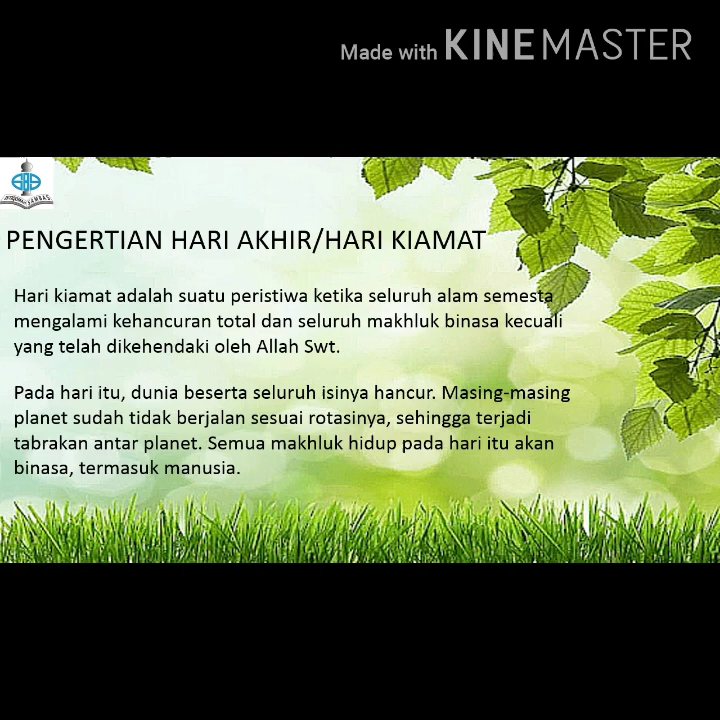 Made with KINEMASTER
PENGERTIAN HARI AKHIR/HARI KIAMAT
Hari kiamat adalah suatu peristiwa ketika seluruh alam semesta
mengalami kehancuran total dan seluruh makhluk binasa kecuali
yang telah dikehendaki oleh Allah Swt.
Pada hari itu, dunia beserta seluruh isinya hancur. Masing-masing
planet sudah tidak berjalan sesuai rotasinya, sehingga terjadi
tabrakan antar planet. Semua makhluk hidup pada hari itu akan
binasa, termasuk manusia.